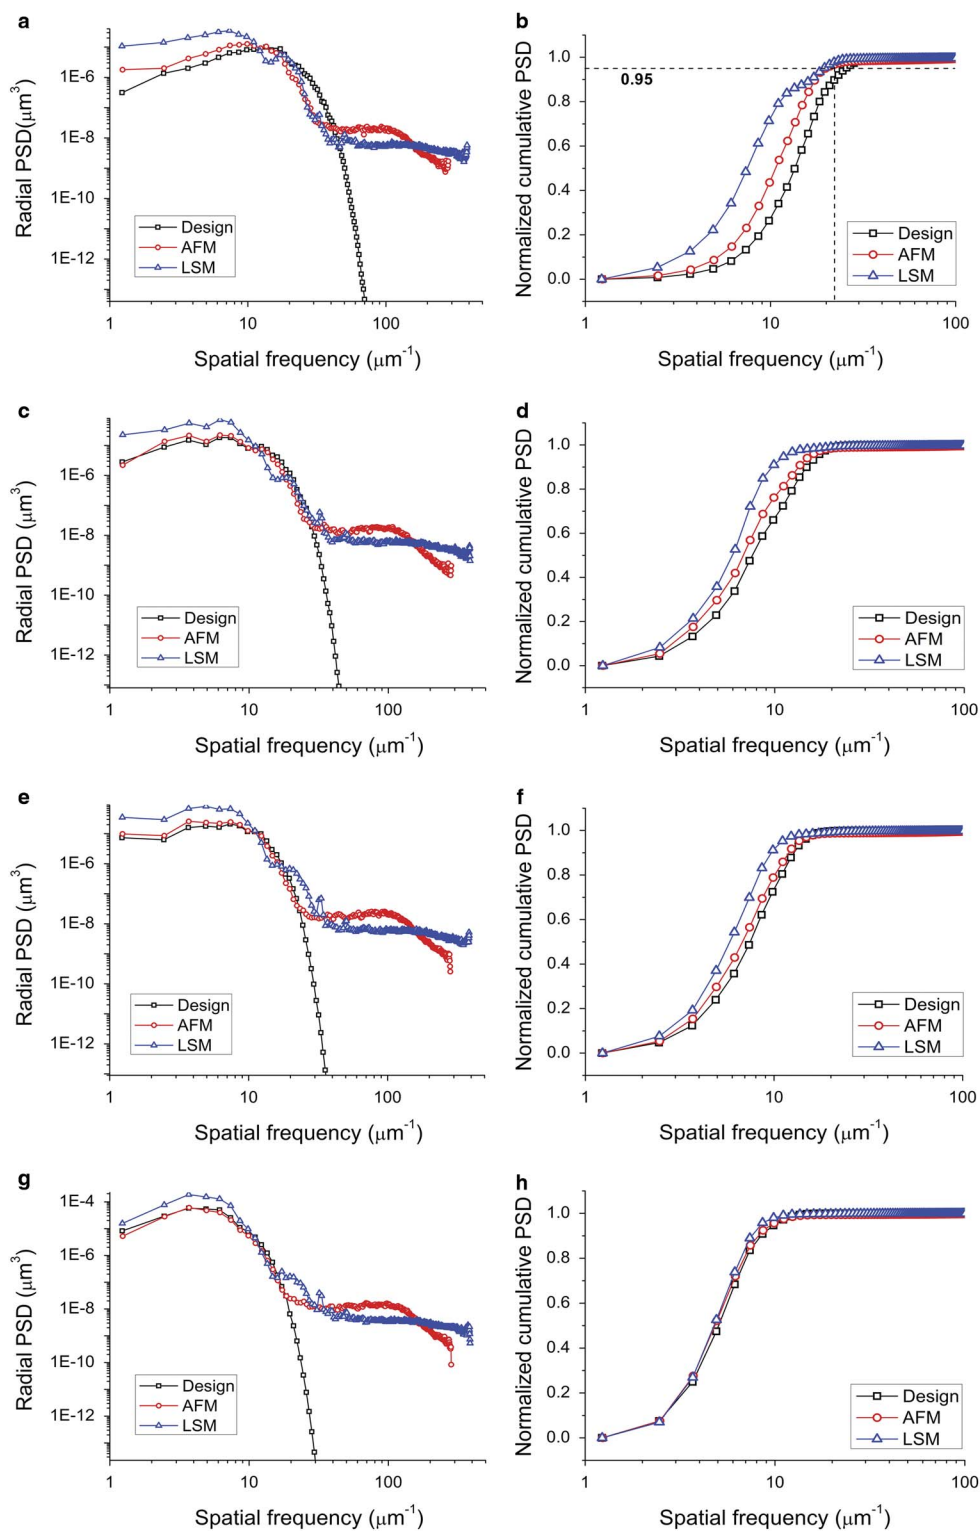 a
Radial PSD(μm³)
1E-6
1E-8
1E-10
1E-12
Design
AFM
LSM
1 10 100
Spatial frequency (μm⁻¹)
b
Normalized cumulative PSD
1.0
0.95
0.8
0.6
0.4
0.2
0.0
Design
AFM
LSM
1 10 100
Spatial frequency (μm⁻¹)
c
Radial PSD (μm³)
1E-6
1E-8
1E-10
1E-12
Design
AFM
LSM
1 10 100
Spatial frequency (μm⁻¹)
d
Normalized cumulative PSD
1.0
0.8
0.6
0.4
0.2
0.0
Design
AFM
LSM
1 10 100
Spatial frequency (μm⁻¹)
e
Radial PSD (μm³)
1E-6
1E-8
1E-10
1E-12
Design
AFM
LSM
1 10 100
Spatial frequency (μm⁻¹)
f
Normalized cumulative PSD
1.0
0.8
0.6
0.4
0.2
0.0
Design
AFM
LSM
1 10 100
Spatial frequency (μm⁻¹)
g
Radial PSD (μm³)
1E-4
1E-6
1E-8
1E-10
1E-12
Design
AFM
LSM
1 10 100
Spatial frequency (μm⁻¹)
h
Normalized cumulative PSD
1.0
0.8
0.6
0.4
0.2
0.0
Design
AFM
LSM
1 10 100
Spatial frequency (μm⁻¹)